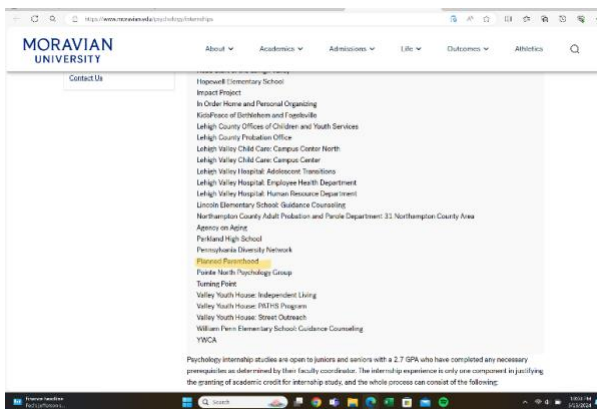 https://www.moravian.edu/psychology/internships
MORAVIAN
UNIVERSITY
About
Academics
Admissions
Life
Outcomes
Athletics
Contact Us
Hopewell Elementary School
Impact Project
In Order Home and Personal Organizing
KidsPeace of Bethlehem and Fogelsville
Lehigh County Offices of Children and Youth Services
Lehigh County Probation Office
Lehigh Valley Child Care: Campus Center North
Lehigh Valley Child Care: Campus Center
Lehigh Valley Hospital: Adolescent Transitions
Lehigh Valley Hospital: Employee Health Department
Lehigh Valley Hospital: Human Resource Department
Lincoln Elementary School: Guidance Counseling
Northampton County Adult Probation and Parole Department: 31 Northampton County Area
Agency on Aging
Parkland High School
Pennsylvania Diversity Network
Planned Parenthood
Pointe North Psychology Group
Turning Point
Valley Youth House: Independent Living
Valley Youth House: PATHS Program
Valley Youth House: Street Outreach
William Penn Elementary School: Guidance Counseling
YWCA
Psychology internship studies are open to juniors and seniors with a 2.7 GPA who have completed any necessary
prerequisites as determined by their faculty coordinator. The internship experience is only one component in justifying
the granting of academic credit for internship study, and the whole process can consist of the following:
Finance headline
Search